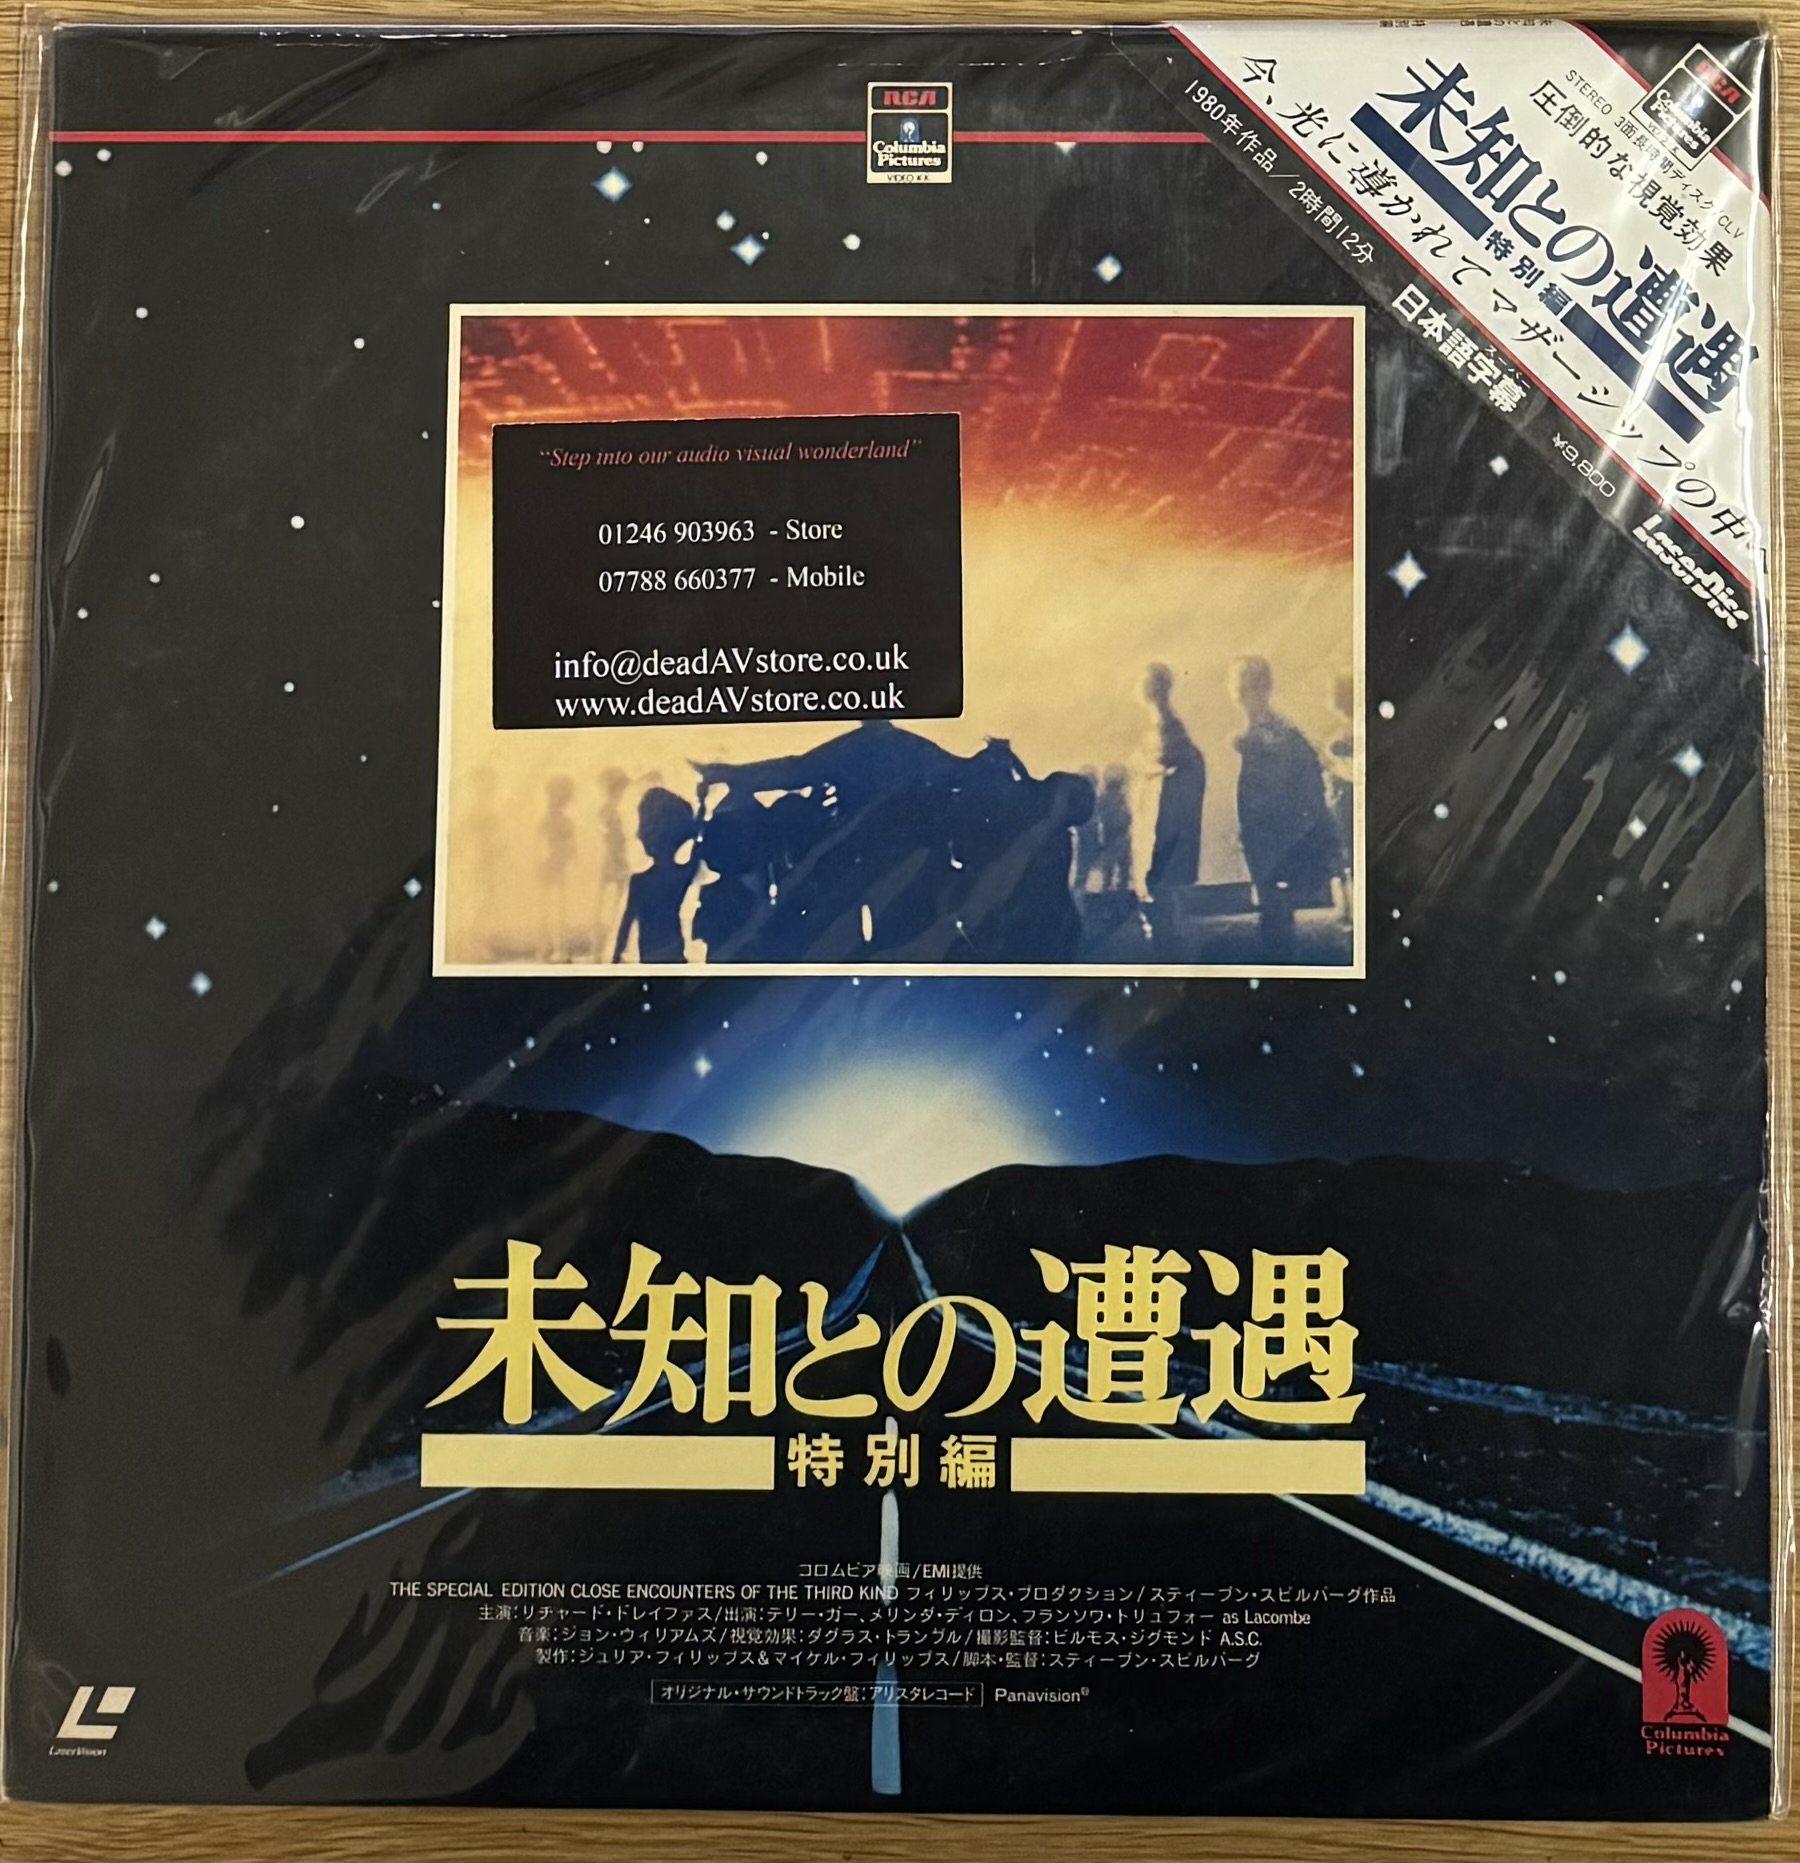 RCA
Columbia
Pictures
VIDEO K.K.
RCA
Columbia
Pictures
STEREO 3面長時間ディスク/CLV
圧倒的な視覚効果
未知との遭遇
特別編
今、光に導かれてマザーシップの中へ
1980年作品/2時間12分
日本語字幕
スーパー
¥9,800
LaserDisc
"Step into our audio visual wonderland"
01246 903963 - Store
07788 660377 - Mobile
info@deadAVstore.co.uk
www.deadAVstore.co.uk
未知との遭遇
特別編
コロムビア映画/EMI提供
THE SPECIAL EDITION CLOSE ENCOUNTERS OF THE THIRD KIND フィリップス・プロダクション/スティーブン・スピルバーグ作品
主演:リチャード・ドレイファス/出演:テリー・ガー、メリンダ・ディロン、フランソワ・トリュフォー as Lacombe
音楽:ジョン・ウィリアムズ/視覚効果:ダグラス・トランブル/撮影監督:ビルモス・ジグモンド A.S.C.
製作:ジュリア・フィリップス&マイケル・フィリップス/脚本・監督:スティーブン・スピルバーグ
オリジナル・サウンドトラック盤:アリスタレコード Panavision®
LaserVision
Columbia
Pictures